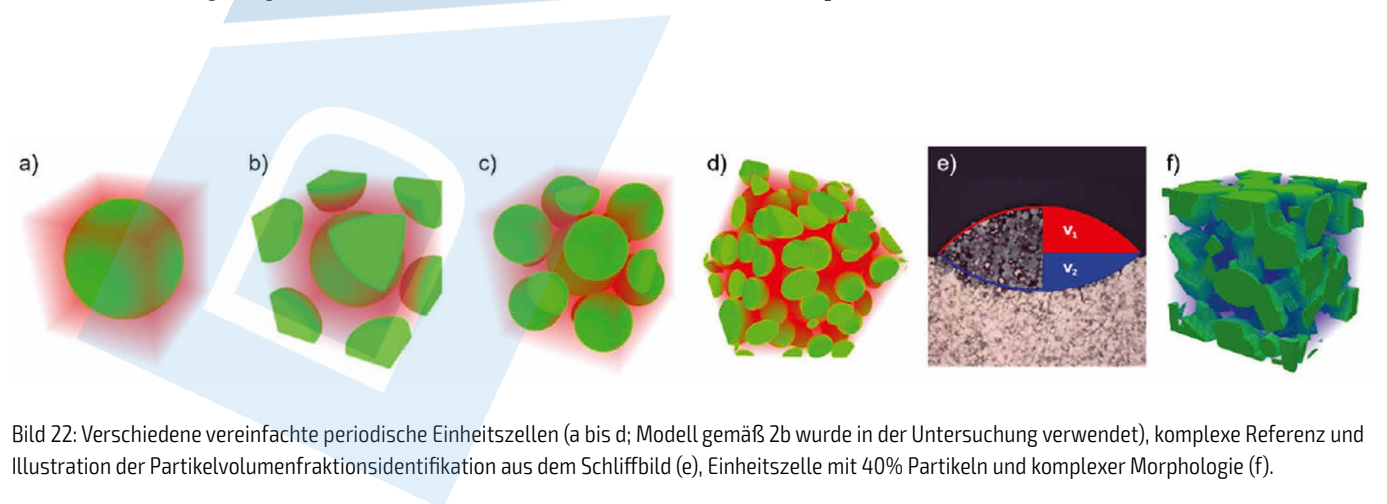 a)
b)
c)
d)
e)
f)
V₁
V₂
Bild 22: Verschiedene vereinfachte periodische Einheitszellen (a bis d; Modell gemäß 2b wurde in der Untersuchung verwendet), komplexe Referenz und
Illustration der Partikelvolumenfraktionsidentifikation aus dem Schliffbild (e), Einheitszelle mit 40% Partikeln und komplexer Morphologie (f).